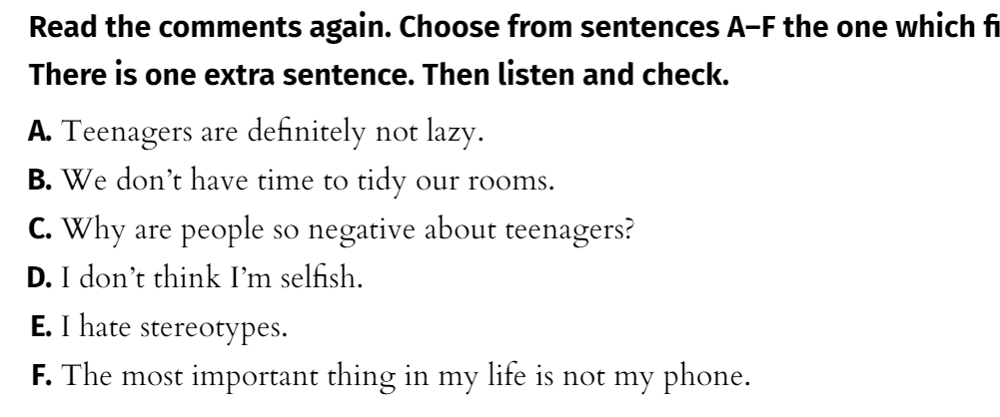 Read the comments again. Choose from sentences A–F the one which fi
There is one extra sentence. Then listen and check.
A. Teenagers are definitely not lazy.
B. We don't have time to tidy our rooms.
C. Why are people so negative about teenagers?
D. I don't think I'm selfish.
E. I hate stereotypes.
F. The most important thing in my life is not my phone.